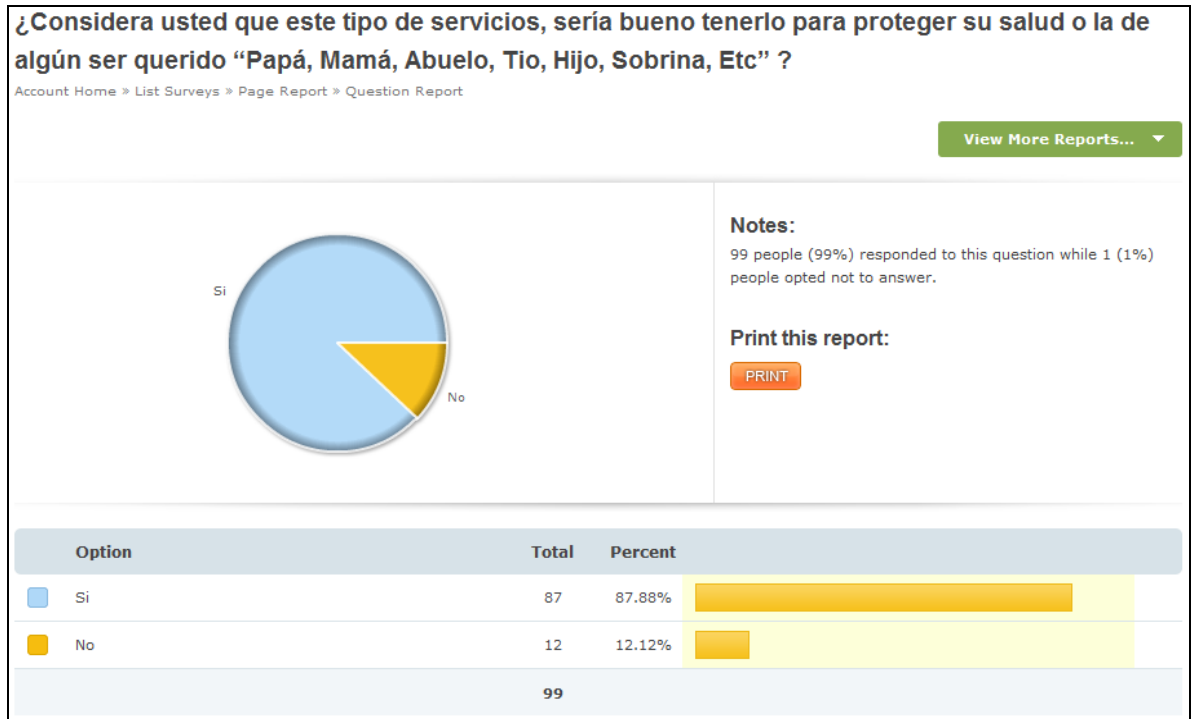 ¿Considera usted que este tipo de servicios, sería bueno tenerlo para proteger su salud o la de
algún ser querido “Papá, Mamá, Abuelo, Tio, Hijo, Sobrina, Etc” ?
Account Home » List Surveys » Page Report » Question Report
View More Reports...
Si
No
Notes:
99 people (99%) responded to this question while 1 (1%)
people opted not to answer.
Print this report:
PRINT
Option Total Percent
Si 87 87.88%
No 12 12.12%
99